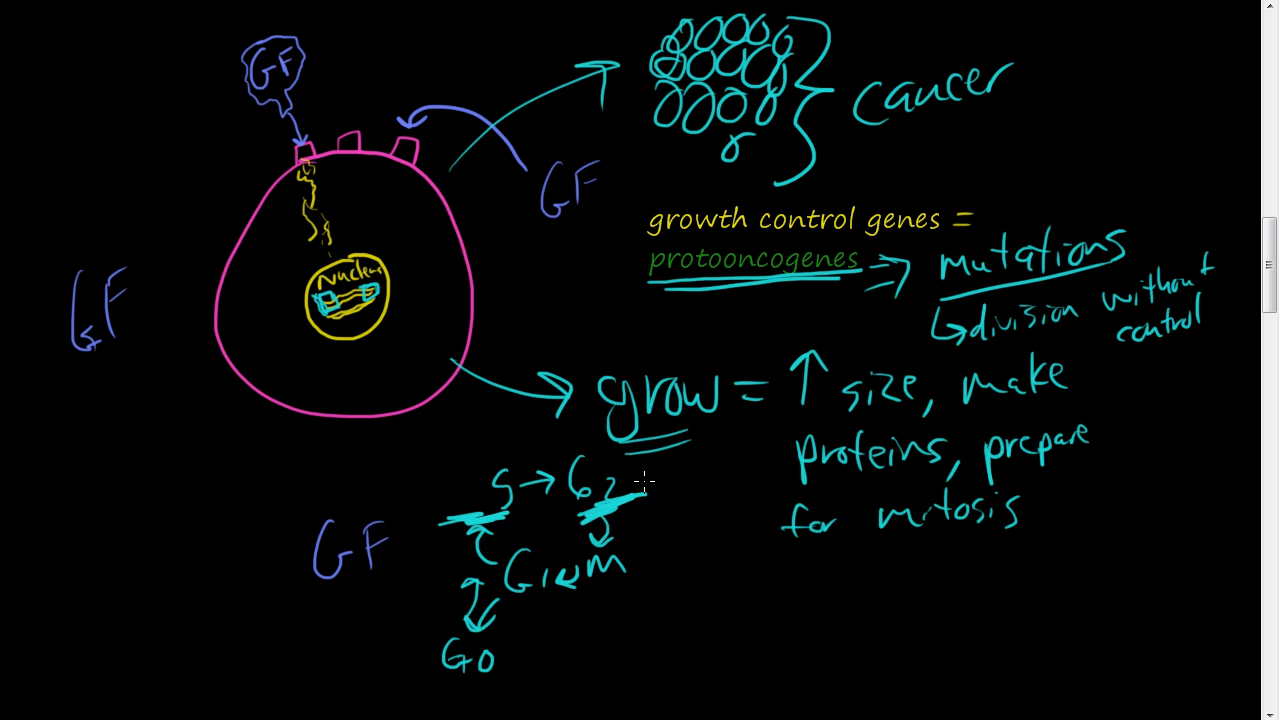 GF
cancer
GF
growth control genes =
protooncogenes => mutations
division without
control
nucleus
GF
grow = ↑ size, make
proteins, prepare
for mitosis
S → G2
GF
G1 ← M
G0